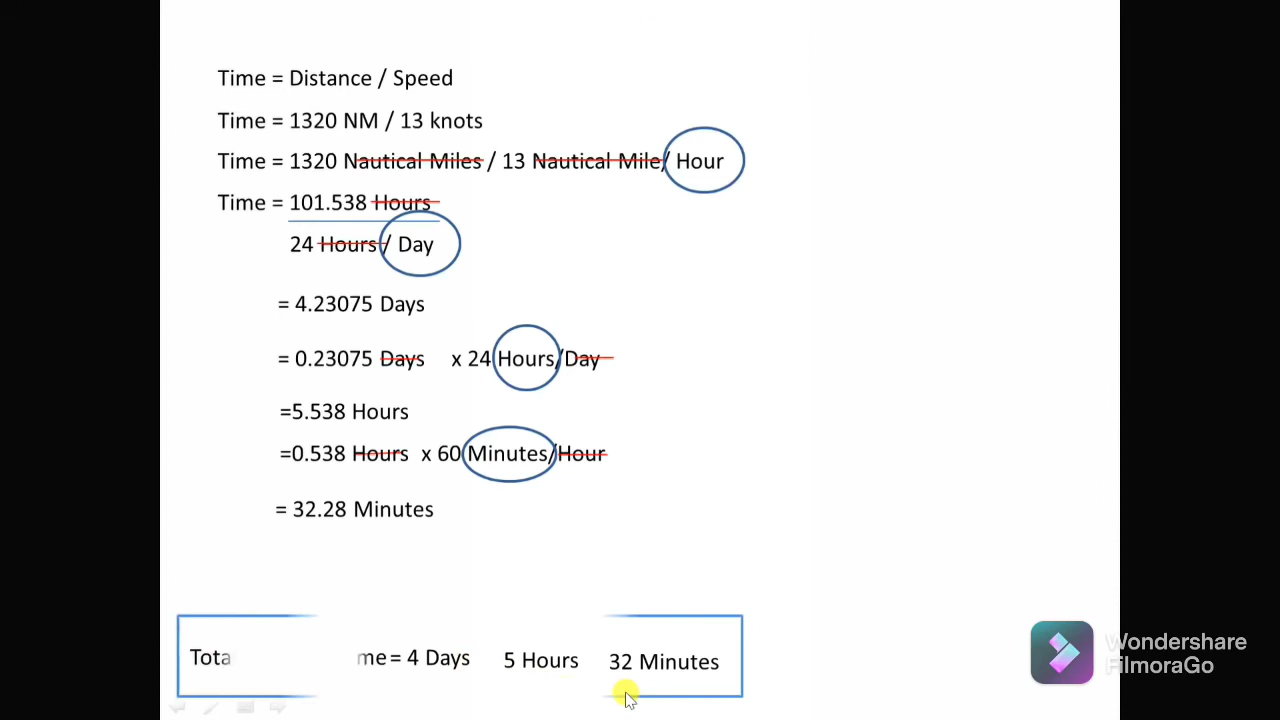 Time = Distance / Speed
Time = 1320 NM / 13 knots
Time = 1320 Nautical Miles / 13 Nautical Mile/ Hour
Time = 101.538 Hours
24 Hours / Day
= 4.23075 Days
= 0.23075 Days x 24 Hours/Day
=5.538 Hours
=0.538 Hours x 60 Minutes/Hour
= 32.28 Minutes
= 4 Days 5 Hours 32 Minutes
Wondershare
FilmoraGo